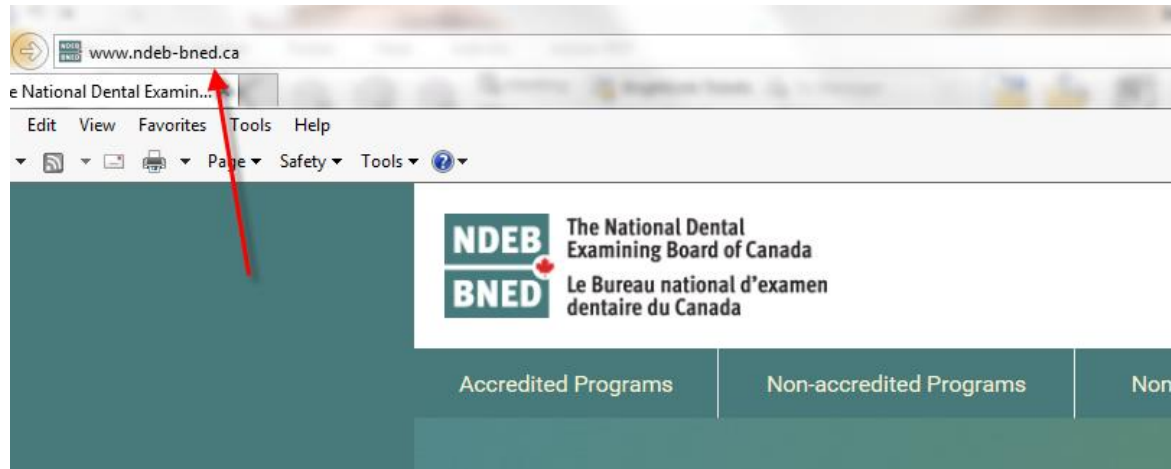 www.ndeb-bned.ca
e National Dental Examin...
Edit View Favorites Tools Help
Page Safety Tools
NDEB
BNED
The National Dental
Examining Board of Canada
Le Bureau national d'examen
dentaire du Canada
Accredited Programs Non-accredited Programs Non